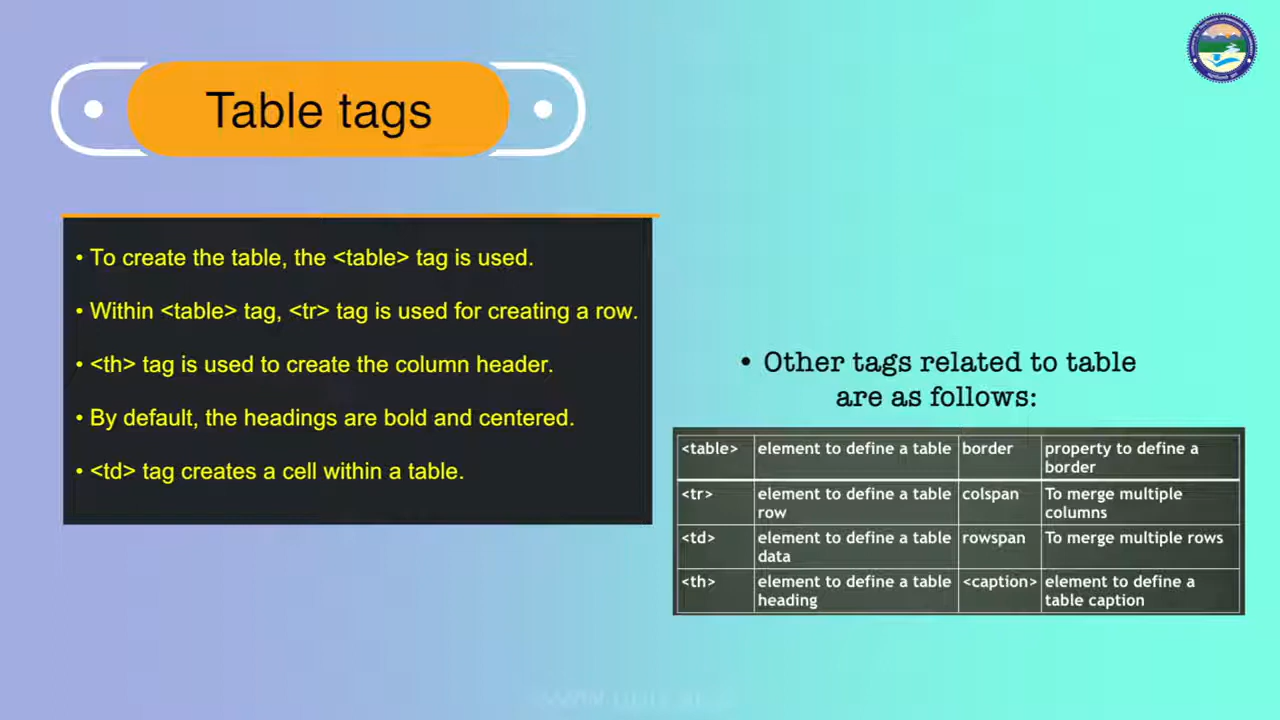 Table tags
• To create the table, the <table> tag is used.
• Within <table> tag, <tr> tag is used for creating a row.
• <th> tag is used to create the column header.
• By default, the headings are bold and centered.
• <td> tag creates a cell within a table.
• Other tags related to table
are as follows:
<table> element to define a table border property to define a
border
<tr> element to define a table colspan To merge multiple
row columns
<td> element to define a table rowspan To merge multiple rows
data
<th> element to define a table <caption> element to define a
heading table caption